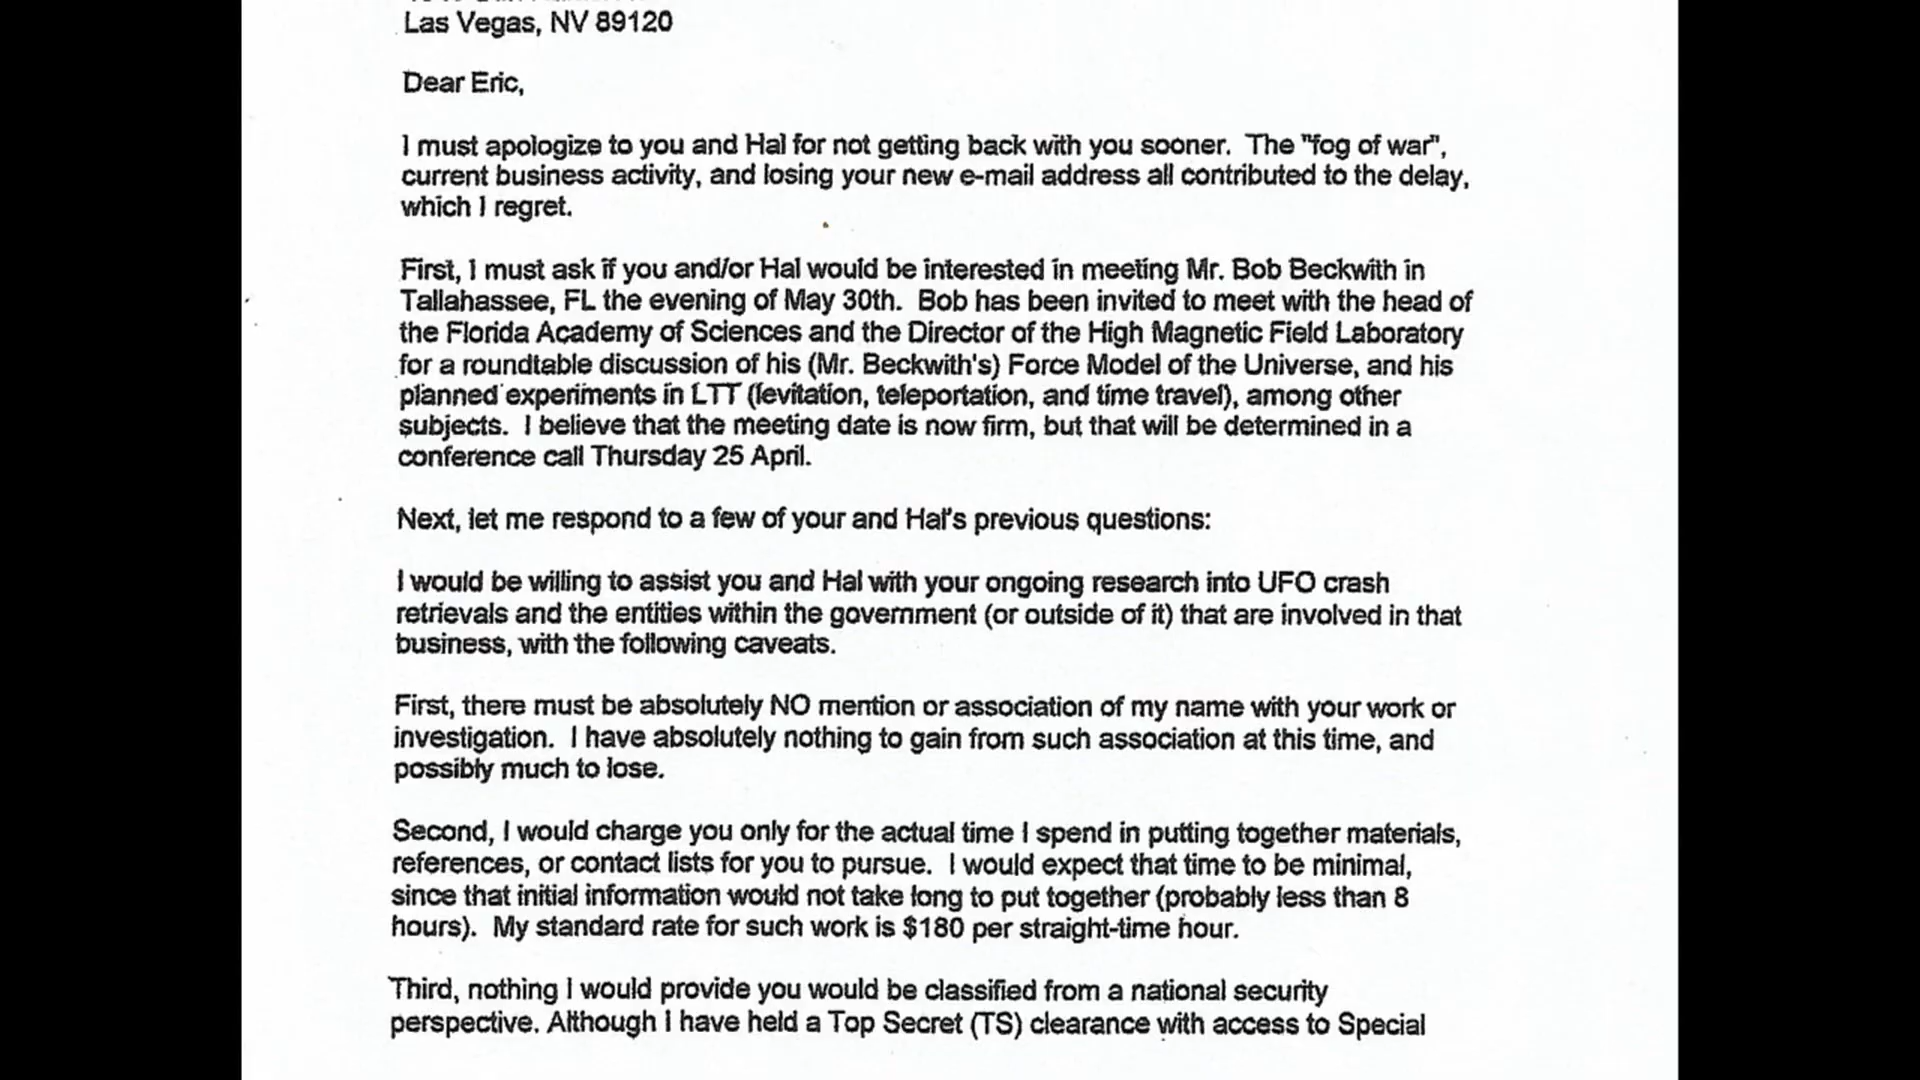 Las Vegas, NV 89120
Dear Eric,
I must apologize to you and Hal for not getting back with you sooner. The "fog of war",
current business activity, and losing your new e-mail address all contributed to the delay,
which I regret.
First, I must ask if you and/or Hal would be interested in meeting Mr. Bob Beckwith in
Tallahassee, FL the evening of May 30th. Bob has been invited to meet with the head of
the Florida Academy of Sciences and the Director of the High Magnetic Field Laboratory
for a roundtable discussion of his (Mr. Beckwith's) Force Model of the Universe, and his
planned experiments in LTT (levitation, teleportation, and time travel), among other
subjects. I believe that the meeting date is now firm, but that will be determined in a
conference call Thursday 25 April.
Next, let me respond to a few of your and Hal's previous questions:
I would be willing to assist you and Hal with your ongoing research into UFO crash
retrievals and the entities within the government (or outside of it) that are involved in that
business, with the following caveats.
First, there must be absolutely NO mention or association of my name with your work or
investigation. I have absolutely nothing to gain from such association at this time, and
possibly much to lose.
Second, I would charge you only for the actual time I spend in putting together materials,
references, or contact lists for you to pursue. I would expect that time to be minimal,
since that initial information would not take long to put together (probably less than 8
hours). My standard rate for such work is $180 per straight-time hour.
Third, nothing I would provide you would be classified from a national security
perspective. Although I have held a Top Secret (TS) clearance with access to Special